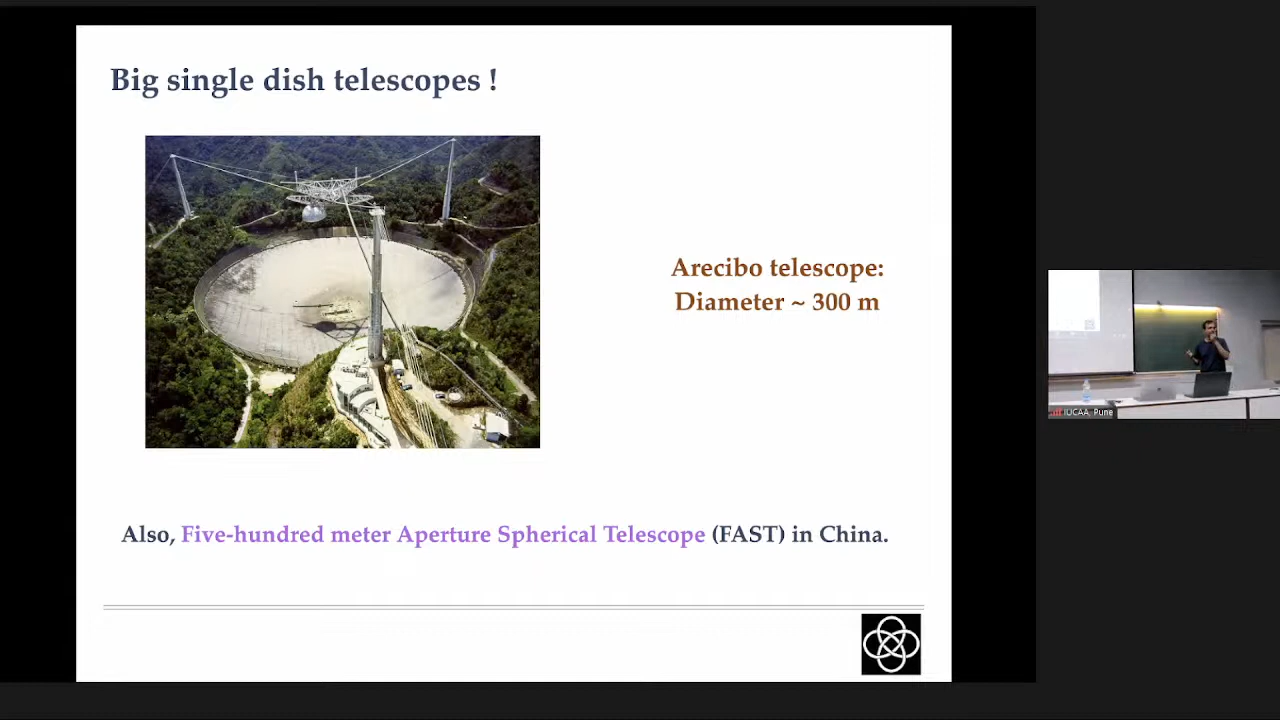 Big single dish telescopes !
Arecibo telescope:
Diameter ~ 300 m
Also, Five-hundred meter Aperture Spherical Telescope (FAST) in China.
IUCAA, Pune